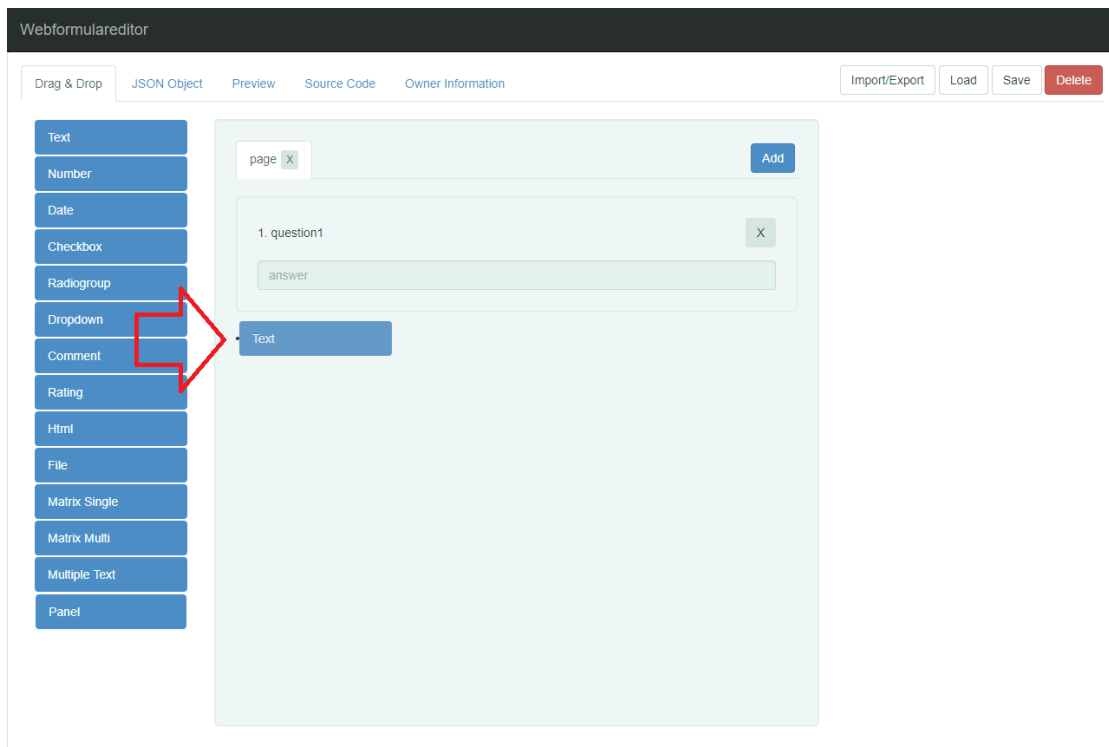 Webformulareditor
Drag & Drop JSON Object Preview Source Code Owner Information Import/Export Load Save Delete
Text
Number
Date
Checkbox
Radiogroup
Dropdown
Comment
Rating
Html
File
Matrix Single
Matrix Multi
Multiple Text
Panel
page X Add
1. question1 X
answer
Text